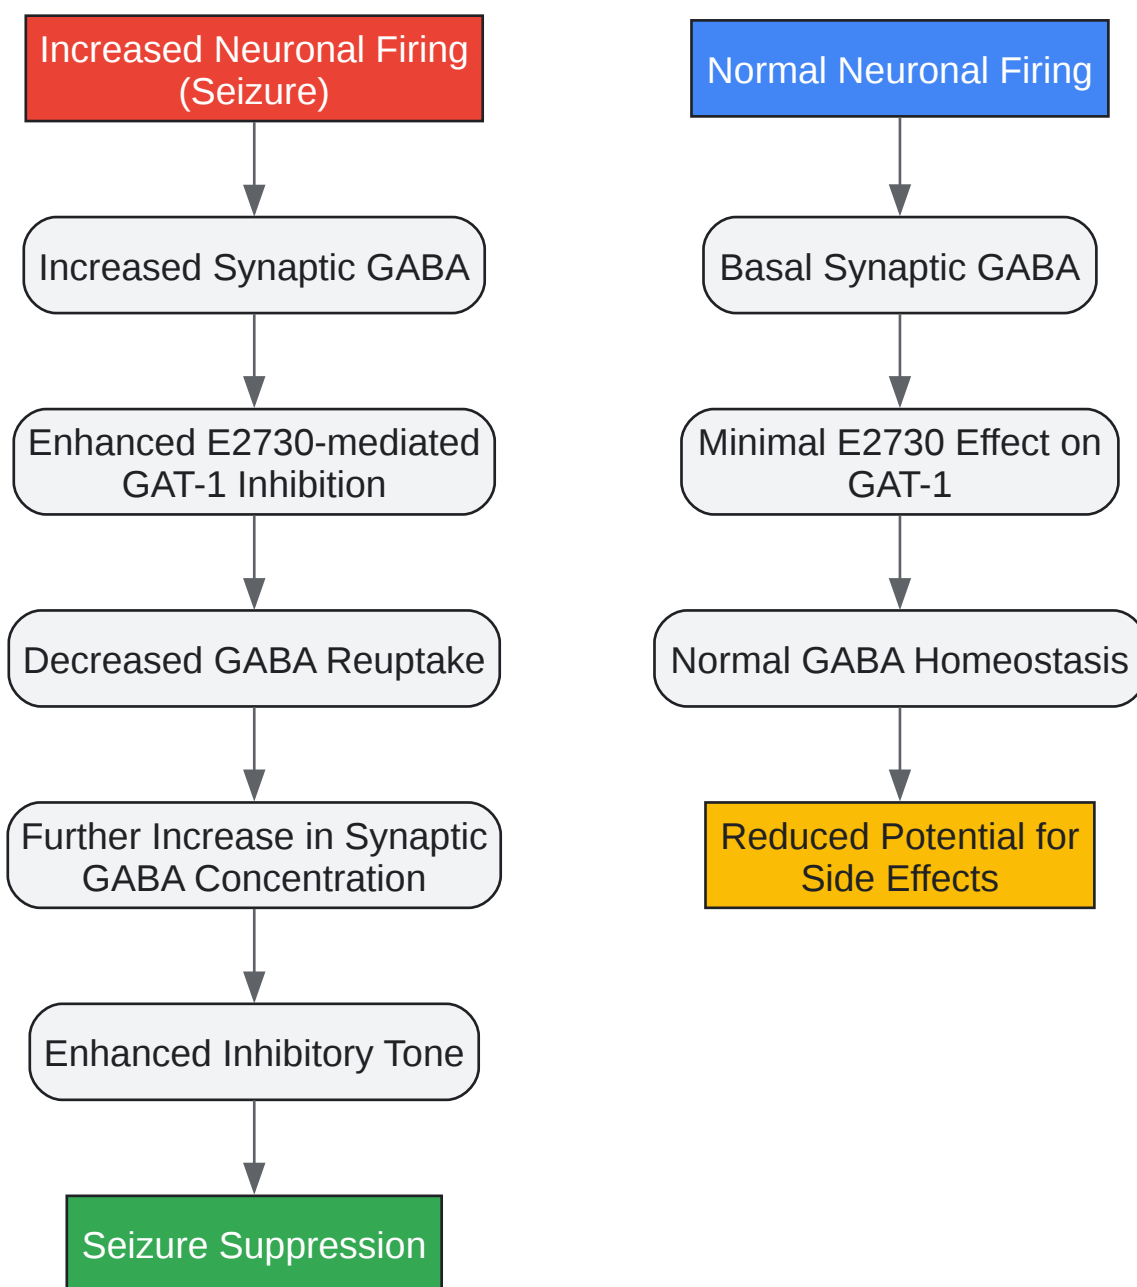 Increased Neuronal Firing
(Seizure)
Increased Synaptic GABA
Enhanced E2730-mediated
GAT-1 Inhibition
Decreased GABA Reuptake
Further Increase in Synaptic
GABA Concentration
Enhanced Inhibitory Tone
Seizure Suppression
Normal Neuronal Firing
Basal Synaptic GABA
Minimal E2730 Effect on
GAT-1
Normal GABA Homeostasis
Reduced Potential for
Side Effects